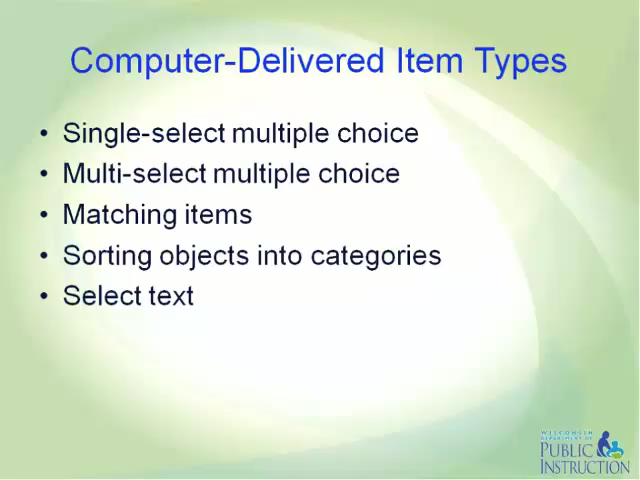 Computer-Delivered Item Types
• Single-select multiple choice
• Multi-select multiple choice
• Matching items
• Sorting objects into categories
• Select text
WISCONSIN
DEPARTMENT OF
PUBLIC
INSTRUCTION